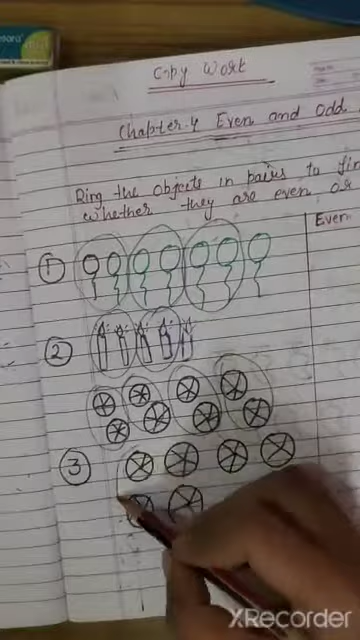 Copy Work
Chapter-4 Even and Odd
Ring the objects in pairs to fin
whether they are even or
Even
1
2
3
XRecorder